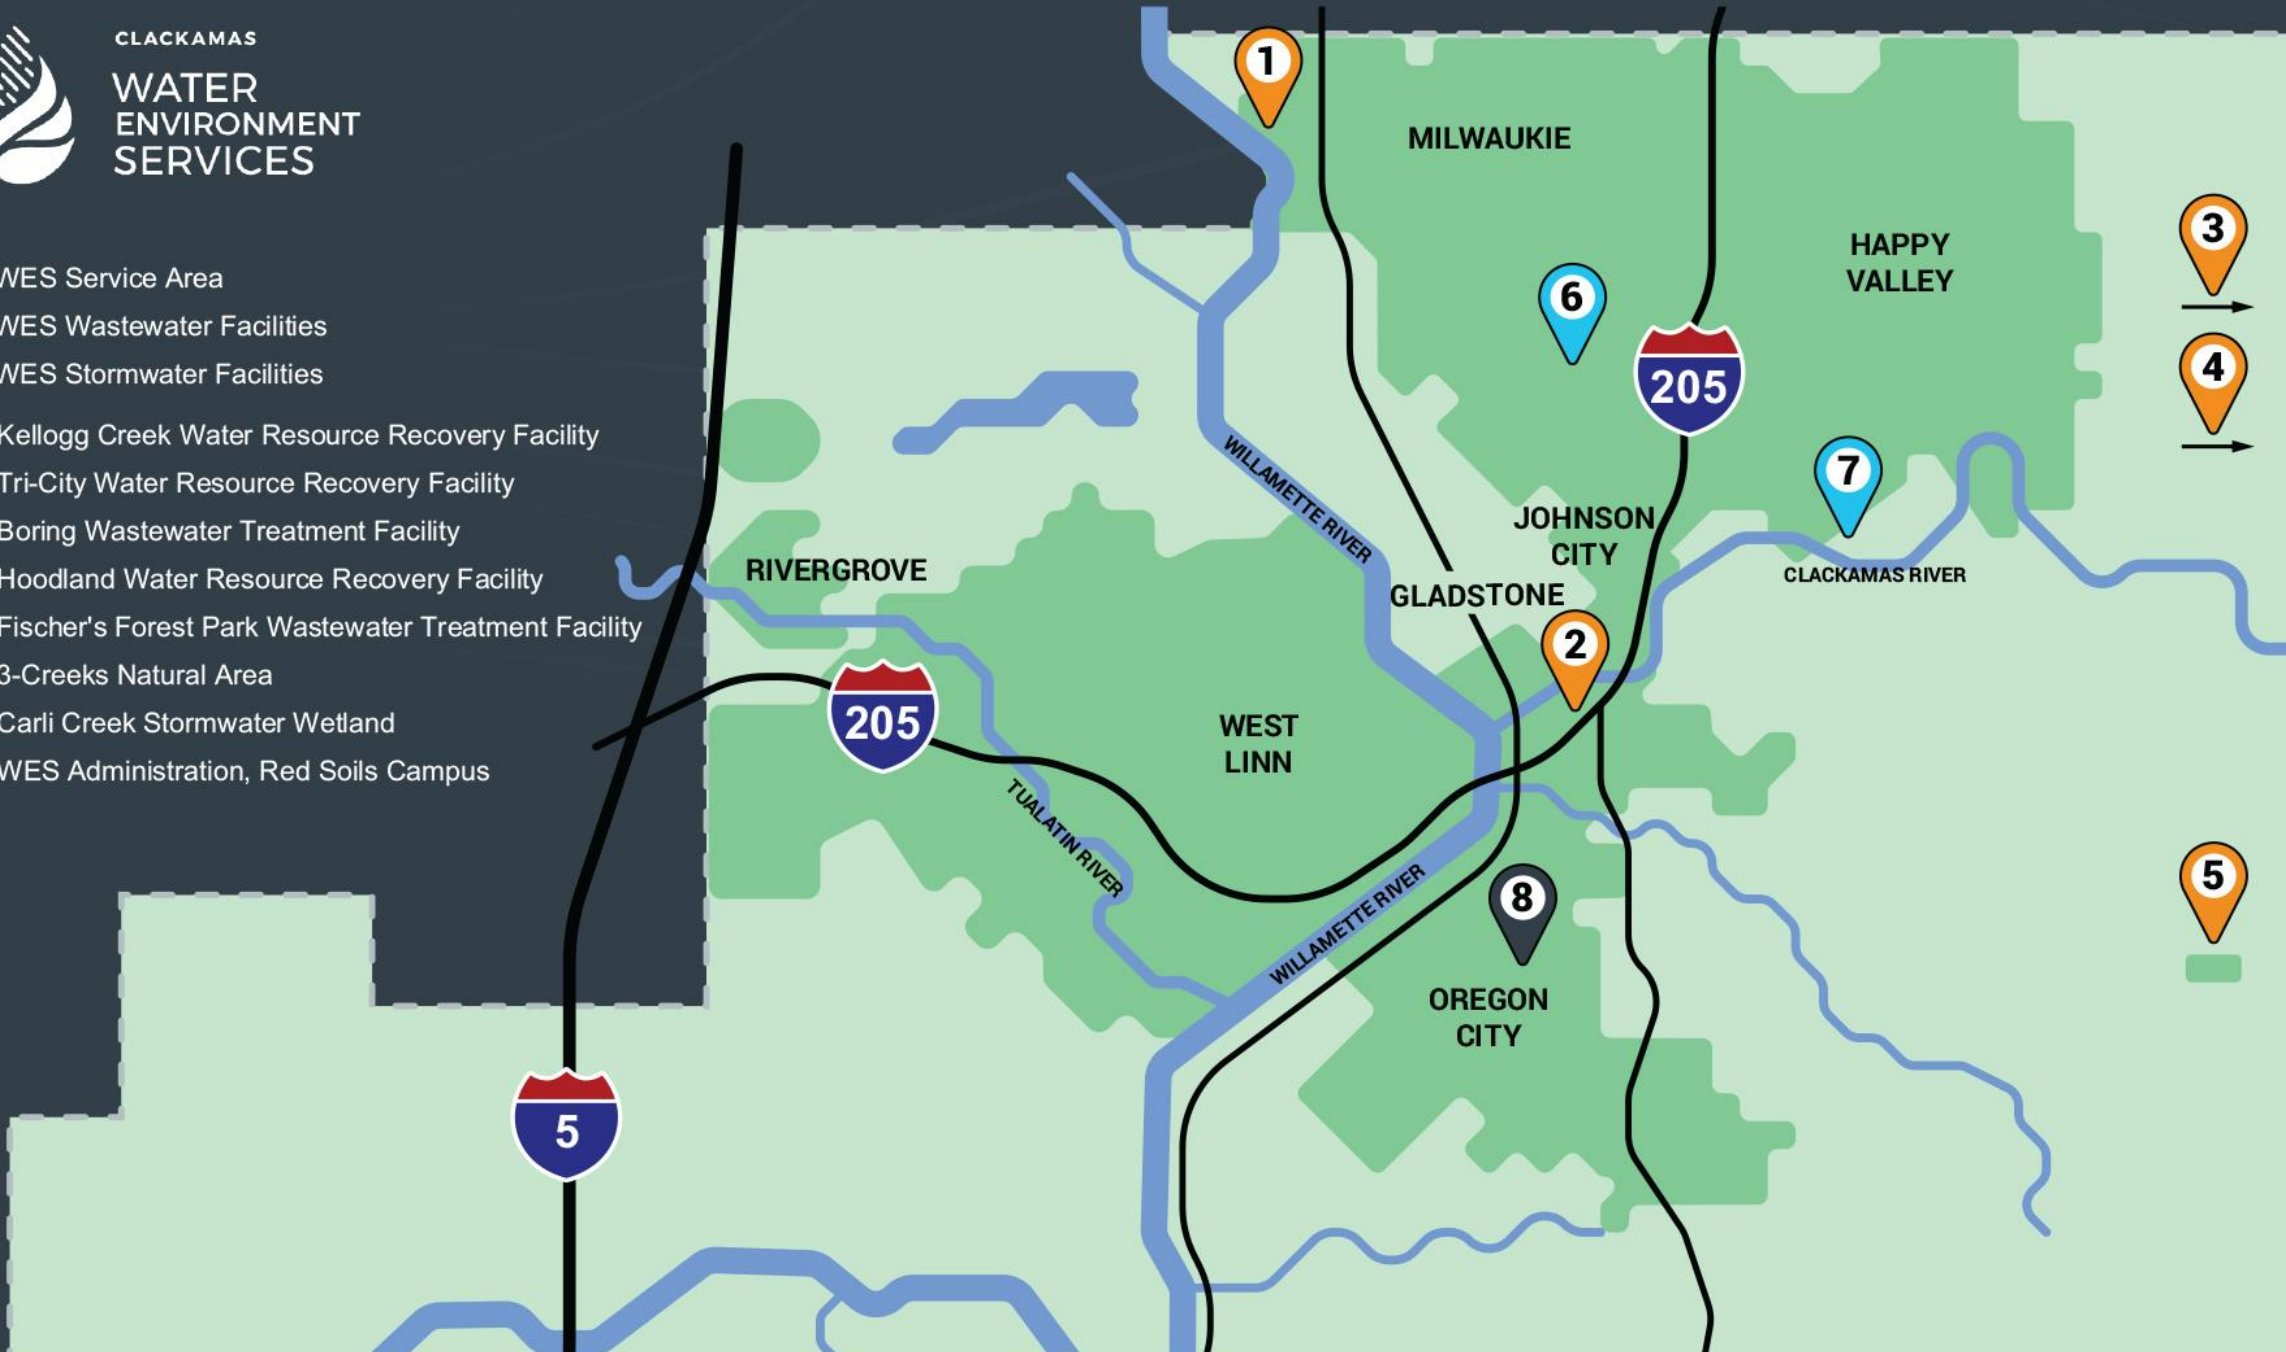 CLACKAMAS
WATER
ENVIRONMENT
SERVICES
WES Service Area
WES Wastewater Facilities
WES Stormwater Facilities
Kellogg Creek Water Resource Recovery Facility
Tri-City Water Resource Recovery Facility
Boring Wastewater Treatment Facility
Hoodland Water Resource Recovery Facility
Fischer's Forest Park Wastewater Treatment Facility
3-Creeks Natural Area
Carli Creek Stormwater Wetland
WES Administration, Red Soils Campus
1
MILWAUKIE
HAPPY
VALLEY
3
6
205
4
WILLAMETTE RIVER
7
JOHNSON
CITY
CLACKAMAS RIVER
RIVERGROVE
GLADSTONE
2
205
WEST
LINN
TUALATIN RIVER
WILLAMETTE RIVER
8
5
OREGON
CITY
5